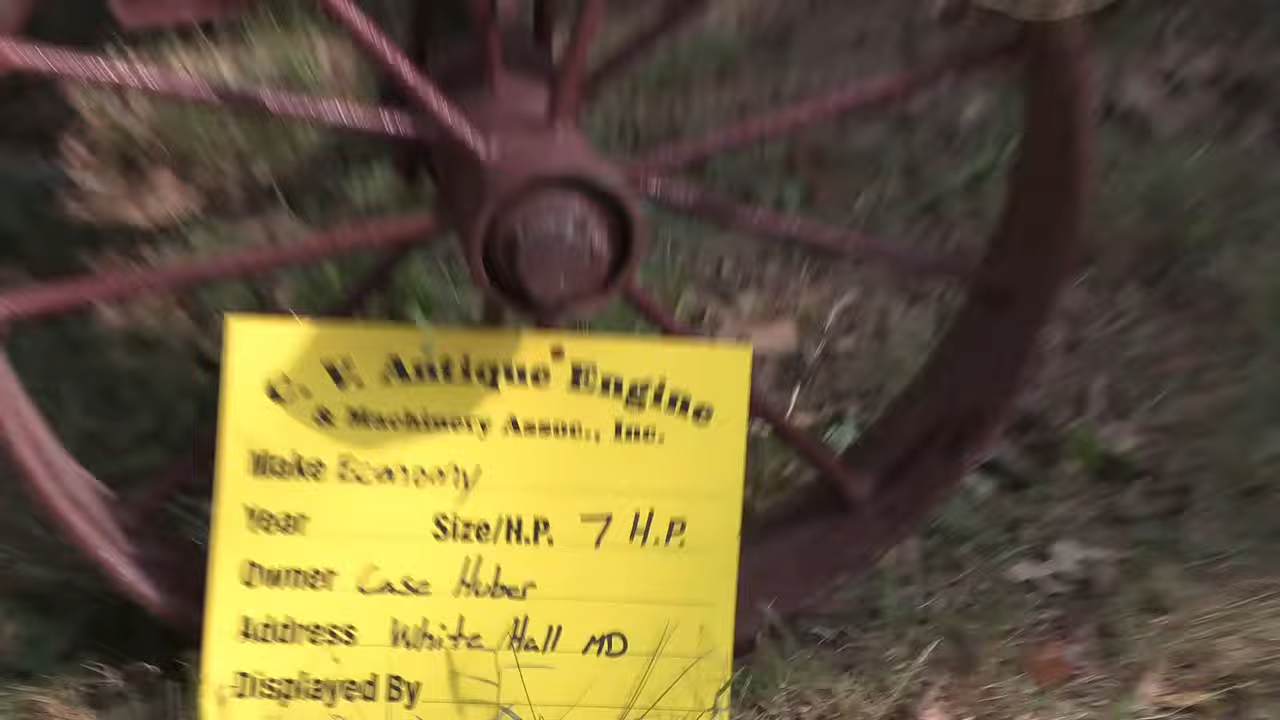 C. F. Antique Engine
& Machinery Assoc., Inc.
Make Economy
Year Size/H.P. 7 H.P.
Owner Case Huber
Address White Hall MD
Displayed By